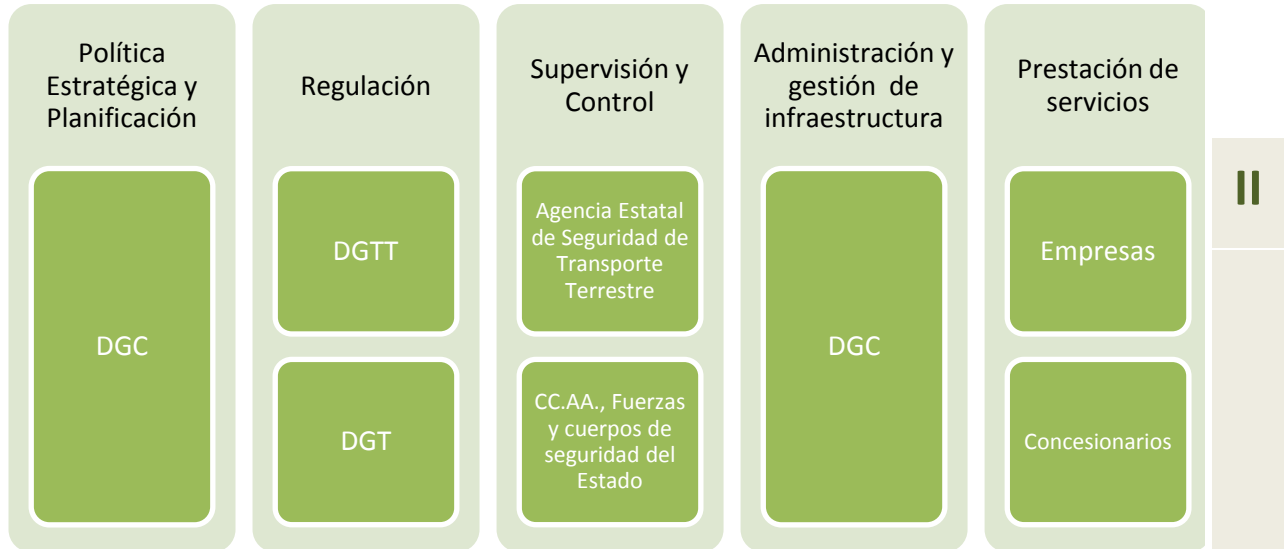 Política
Estratégica y
Planificación
DGC
Regulación
DGTT
DGT
Supervisión y
Control
Agencia Estatal
de Seguridad de
Transporte
Terrestre
CC.AA., Fuerzas
y cuerpos de
seguridad del
Estado
Administración y
gestión de
infraestructura
DGC
Prestación de
servicios
Empresas
Concesionarios
II